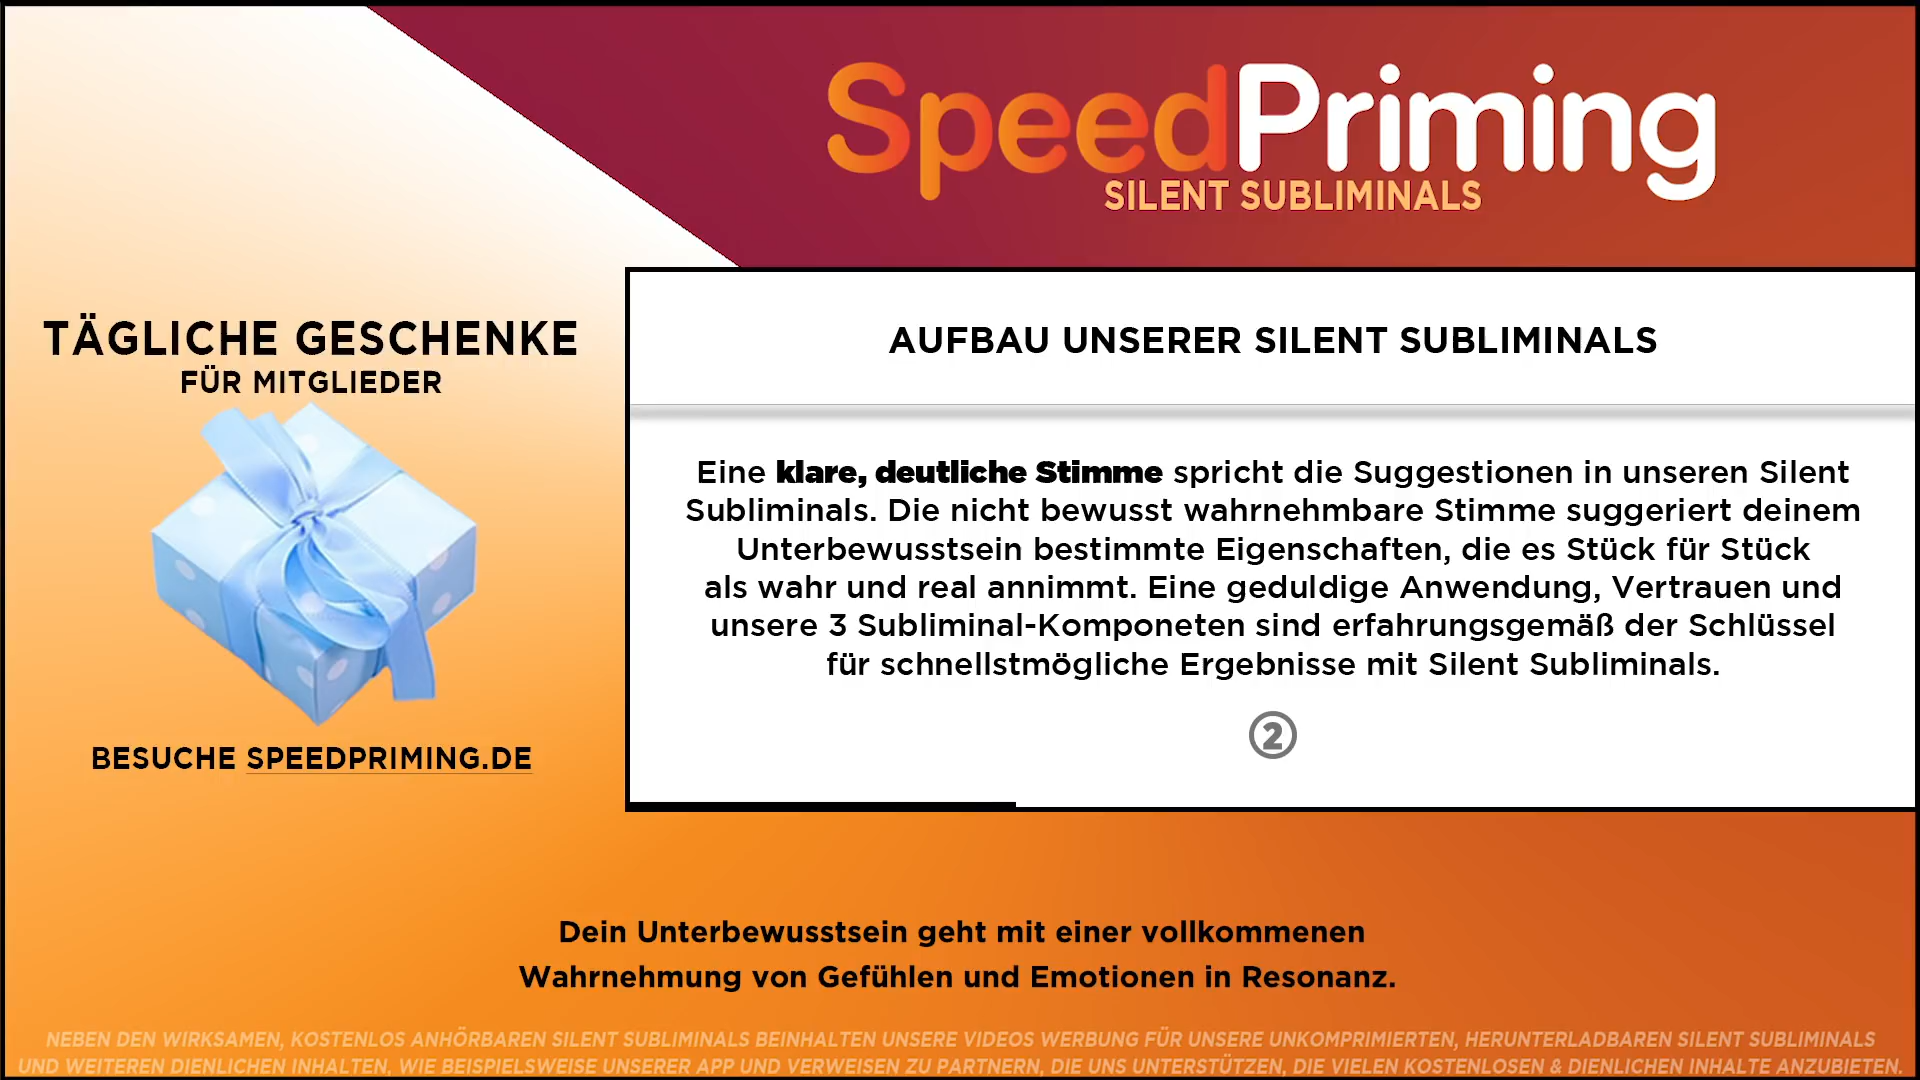 SpeedPriming
SILENT SUBLIMINALS
TÄGLICHE GESCHENKE
FÜR MITGLIEDER
BESUCHE SPEEDPRIMING.DE
AUFBAU UNSERER SILENT SUBLIMINALS
Eine klare, deutliche Stimme spricht die Suggestionen in unseren Silent
Subliminals. Die nicht bewusst wahrnehmbare Stimme suggeriert deinem
Unterbewusstsein bestimmte Eigenschaften, die es Stück für Stück
als wahr und real annimmt. Eine geduldige Anwendung, Vertrauen und
unsere 3 Subliminal-Komponeten sind erfahrungsgemäß der Schlüssel
für schnellstmögliche Ergebnisse mit Silent Subliminals.
②
Dein Unterbewusstsein geht mit einer vollkommenen
Wahrnehmung von Gefühlen und Emotionen in Resonanz.
NEBEN DEN WIRKSAMEN, KOSTENLOS ANHÖRBAREN SILENT SUBLIMINALS BEINHALTEN UNSERE VIDEOS WERBUNG FÜR UNSERE UNKOMPRIMIERTEN, HERUNTERLADBAREN SILENT SUBLIMINALS
UND WEITEREN DIENLICHEN INHALTEN, WIE BEISPIELSWEISE UNSERER APP UND VERWEISEN ZU PARTNERN, DIE UNS UNTERSTÜTZEN, DIE VIELEN KOSTENLOSEN & DIENLICHEN INHALTE ANZUBIETEN.